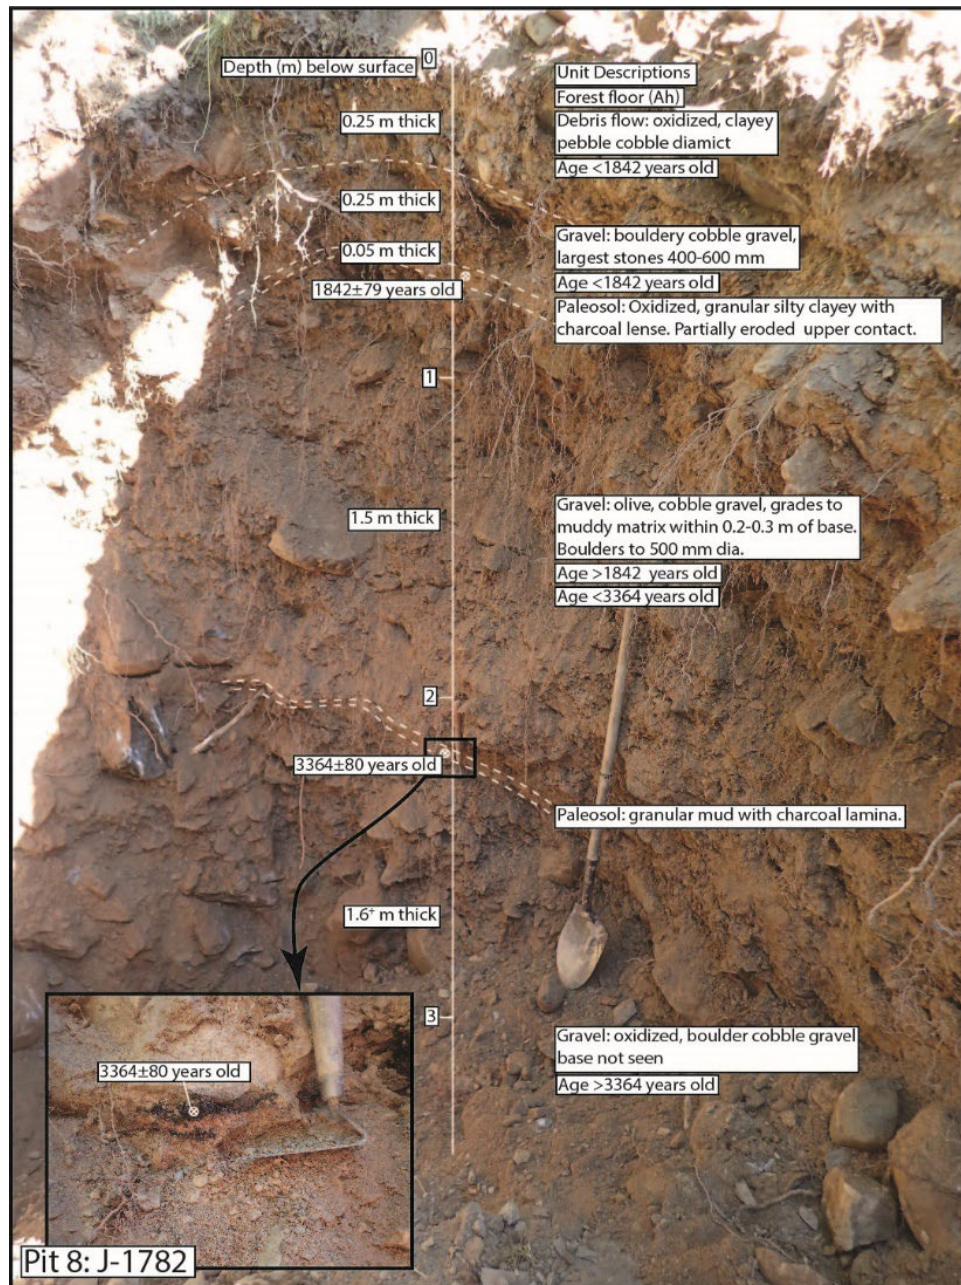 0
Depth (m) below surface
Unit Descriptions
Forest floor (Ah)
0.25 m thick
Debris flow: oxidized, clayey
pebble cobble diamict
Age <1842 years old
0.25 m thick
Gravel: bouldery cobble gravel,
largest stones 400-600 mm
0.05 m thick
Age <1842 years old
1842±79 years old
Paleosol: Oxidized, granular silty clayey with
charcoal lense. Partially eroded upper contact.
1
1.5 m thick
Gravel: olive, cobble gravel, grades to
muddy matrix within 0.2-0.3 m of base.
Boulders to 500 mm dia.
Age >1842 years old
Age <3364 years old
2
3364±80 years old
Paleosol: granular mud with charcoal lamina.
1.6⁺ m thick
3
Gravel: oxidized, boulder cobble gravel
base not seen
Age >3364 years old
3364±80 years old
Pit 8: J-1782